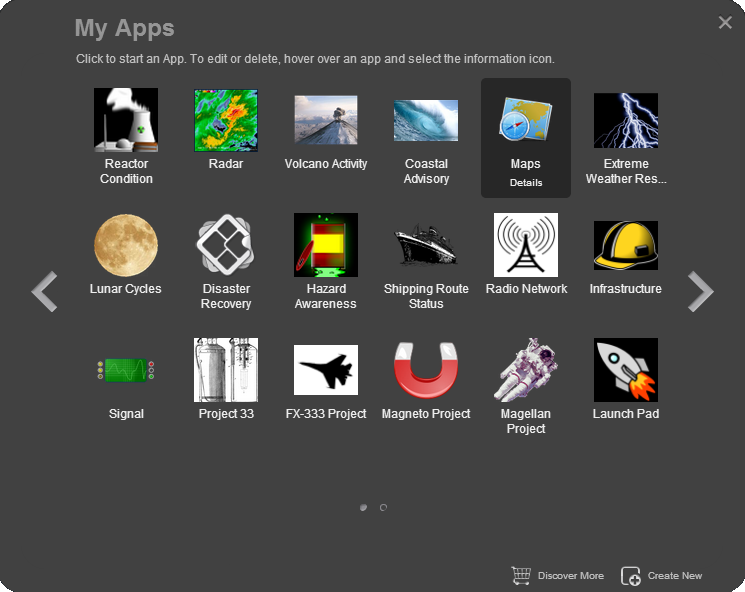 My Apps
Click to start an App. To edit or delete, hover over an app and select the information icon.
Reactor
Condition
Radar
Volcano Activity
Coastal
Advisory
Maps
Details
Extreme
Weather Res...
Lunar Cycles
Disaster
Recovery
Hazard
Awareness
Shipping Route
Status
Radio Network
Infrastructure
Signal
Project 33
FX-333 Project
Magneto Project
Magellan
Project
Launch Pad
Discover More
Create New